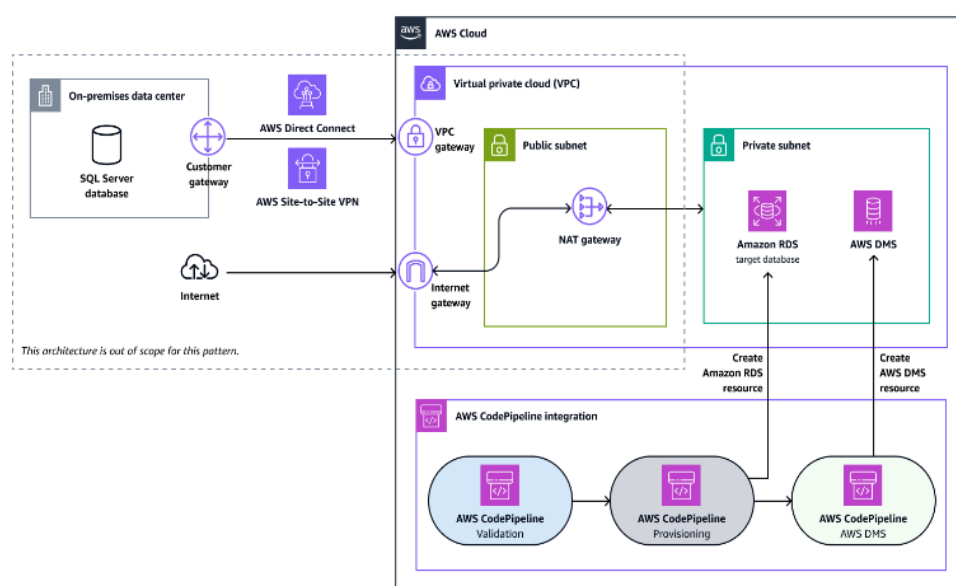 aws
AWS Cloud
On-premises data center
SQL Server
database
Customer
gateway
AWS Direct Connect
AWS Site-to-Site VPN
Internet
This architecture is out of scope for this pattern.
Virtual private cloud (VPC)
VPC
gateway
Internet
gateway
Public subnet
NAT gateway
Private subnet
Amazon RDS
target database
AWS DMS
Create
Amazon RDS
resource
Create
AWS DMS
resource
AWS CodePipeline integration
AWS CodePipeline
Validation
AWS CodePipeline
Provisioning
AWS CodePipeline
AWS DMS